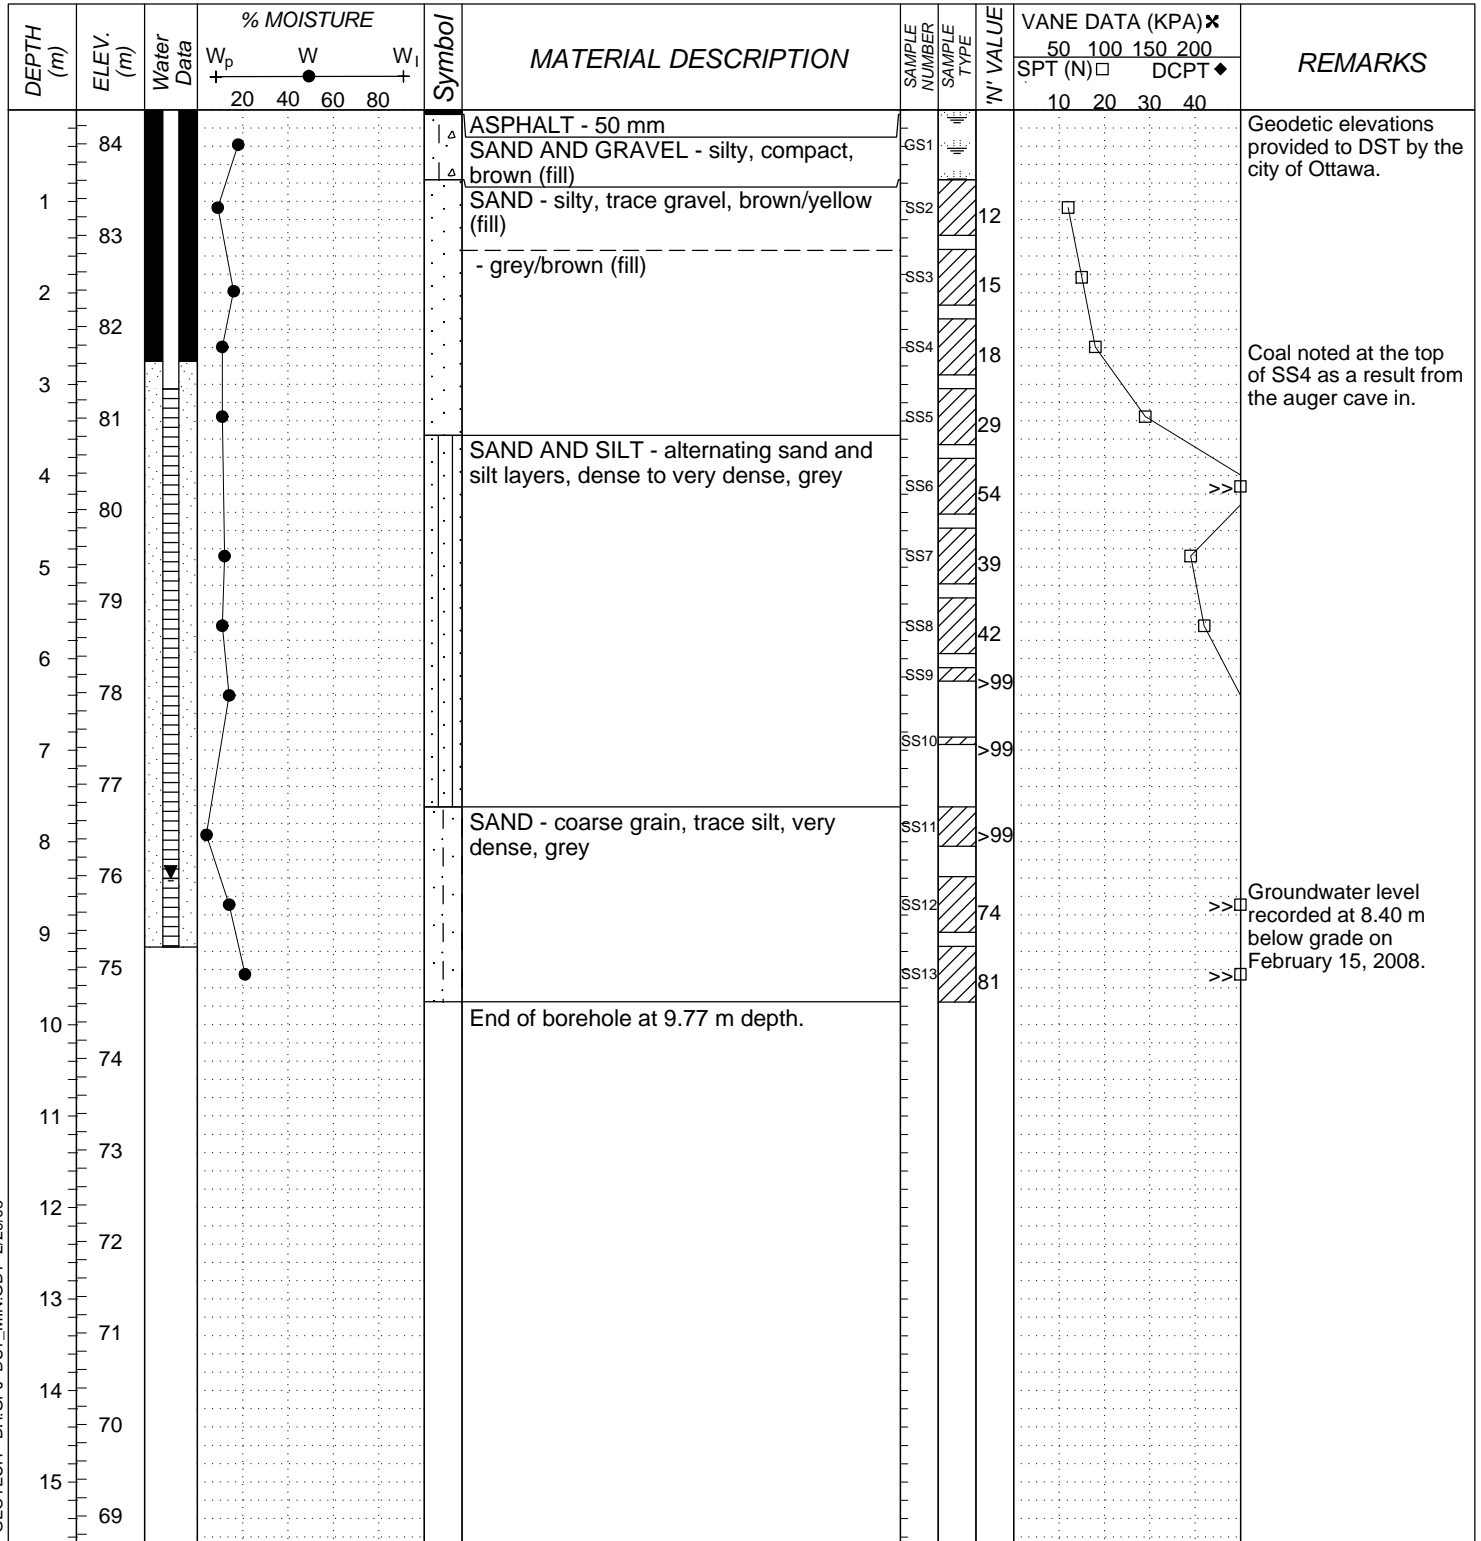 DEPTH (m)
ELEV. (m)
Water Data
% MOISTURE
Wp W Wl
20 40 60 80
Symbol
MATERIAL DESCRIPTION
SAMPLE NUMBER
SAMPLE TYPE
'N' VALUE
VANE DATA (KPA)
50 100 150 200
SPT (N) DCPT
10 20 30 40
REMARKS
ASPHALT - 50 mm
SAND AND GRAVEL - silty, compact,
brown (fill)
SAND - silty, trace gravel, brown/yellow
(fill)
- grey/brown (fill)
SAND AND SILT - alternating sand and
silt layers, dense to very dense, grey
SAND - coarse grain, trace silt, very
dense, grey
End of borehole at 9.77 m depth.
1
2
3
4
5
6
7
8
9
10
11
12
13
14
15
84
83
82
81
80
79
78
77
76
75
74
73
72
71
70
69
GS1
SS2 12
SS3 15
SS4 18
SS5 29
SS6 54 >>
SS7 39
SS8 42
SS9 >99
SS10 >99
SS11 >99
SS12 74 >>
SS13 81 >>
Geodetic elevations
provided to DST by the
city of Ottawa.
Coal noted at the top
of SS4 as a result from
the auger cave in.
Groundwater level
recorded at 8.40 m
below grade on
February 15, 2008.